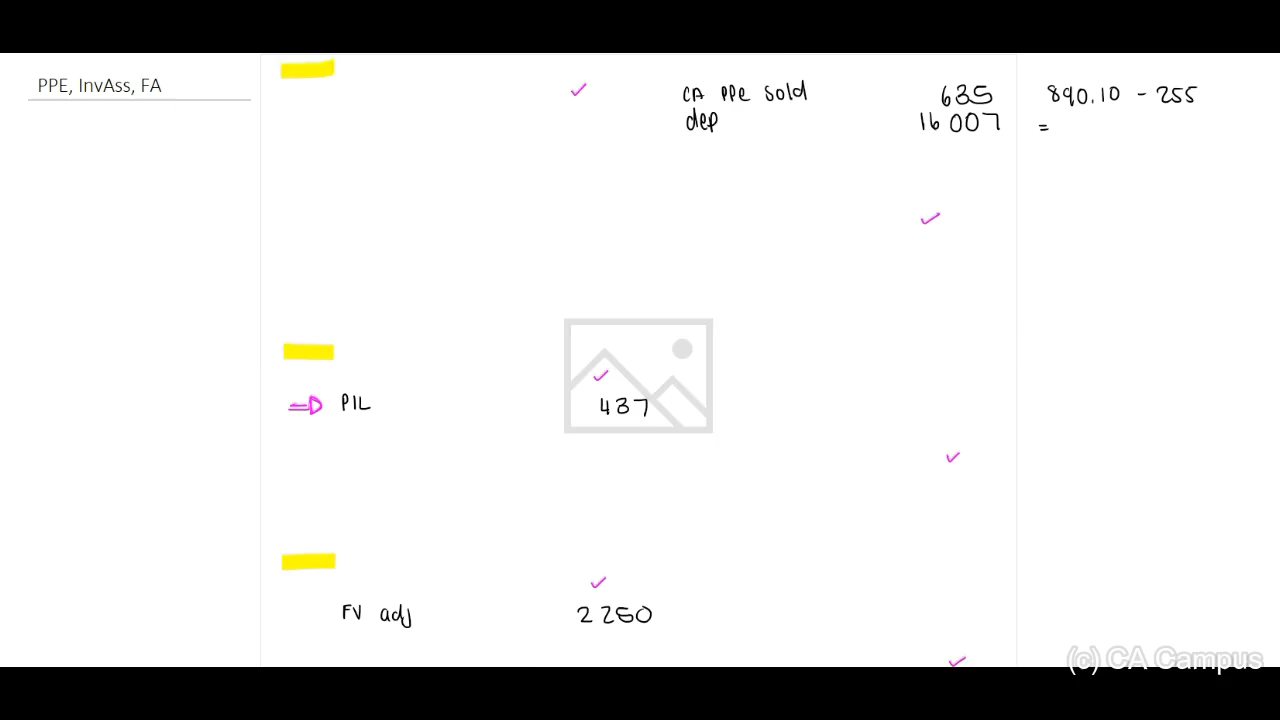 PPE, InvAss, FA
CA PPE sold 635 890.10 - 255
dep 16 007 =
PIL 437
FV adj 2 250
(c) CA Campus